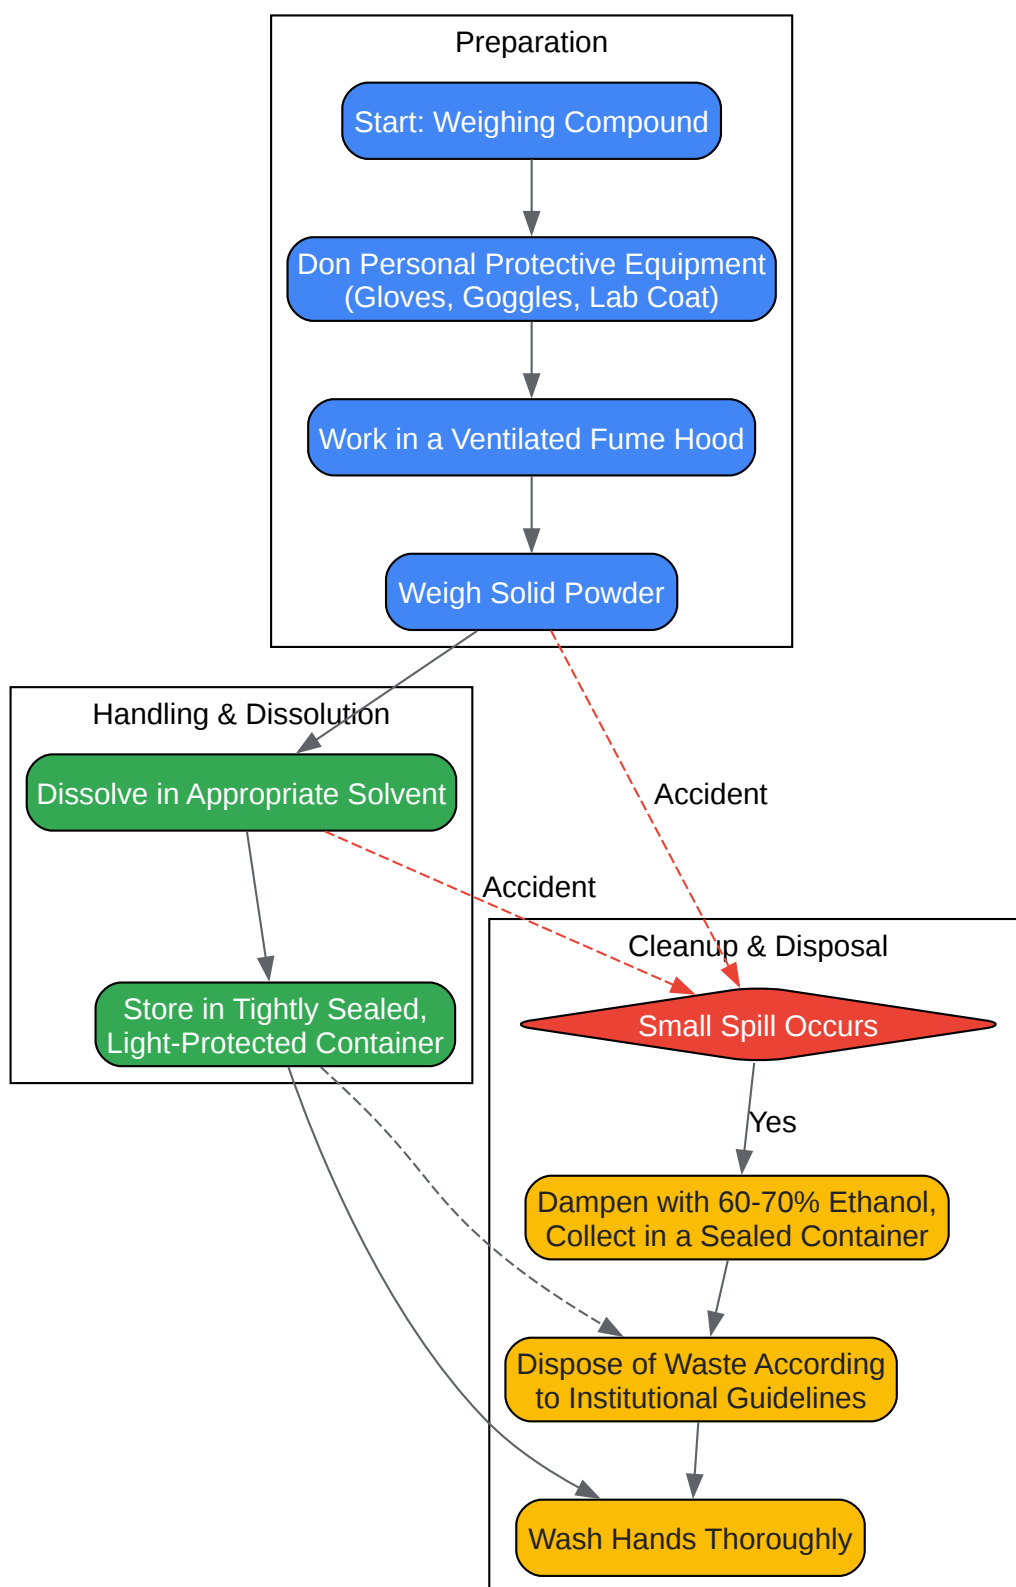 Preparation
Start: Weighing Compound
Don Personal Protective Equipment
(Gloves, Goggles, Lab Coat)
Work in a Ventilated Fume Hood
Weigh Solid Powder
Handling & Dissolution
Dissolve in Appropriate Solvent
Accident
Accident
Cleanup & Disposal
Store in Tightly Sealed,
Light-Protected Container
Small Spill Occurs
Yes
Dampen with 60-70% Ethanol,
Collect in a Sealed Container
Dispose of Waste According
to Institutional Guidelines
Wash Hands Thoroughly